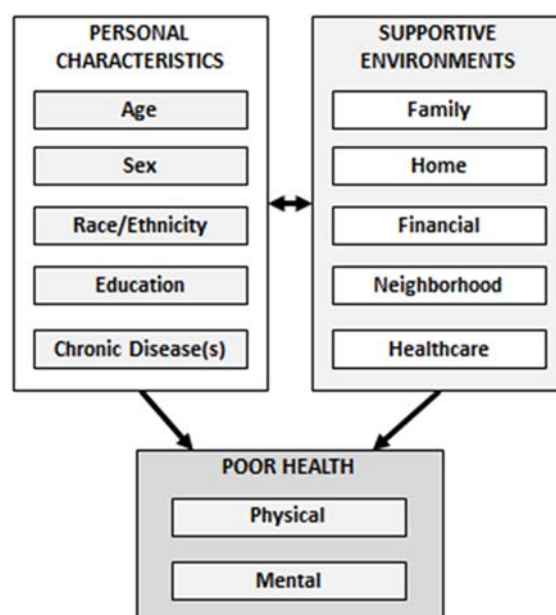 PERSONAL
CHARACTERISTICS
Age
Sex
Race/Ethnicity
Education
Chronic Disease(s)
SUPPORTIVE
ENVIRONMENTS
Family
Home
Financial
Neighborhood
Healthcare
POOR HEALTH
Physical
Mental